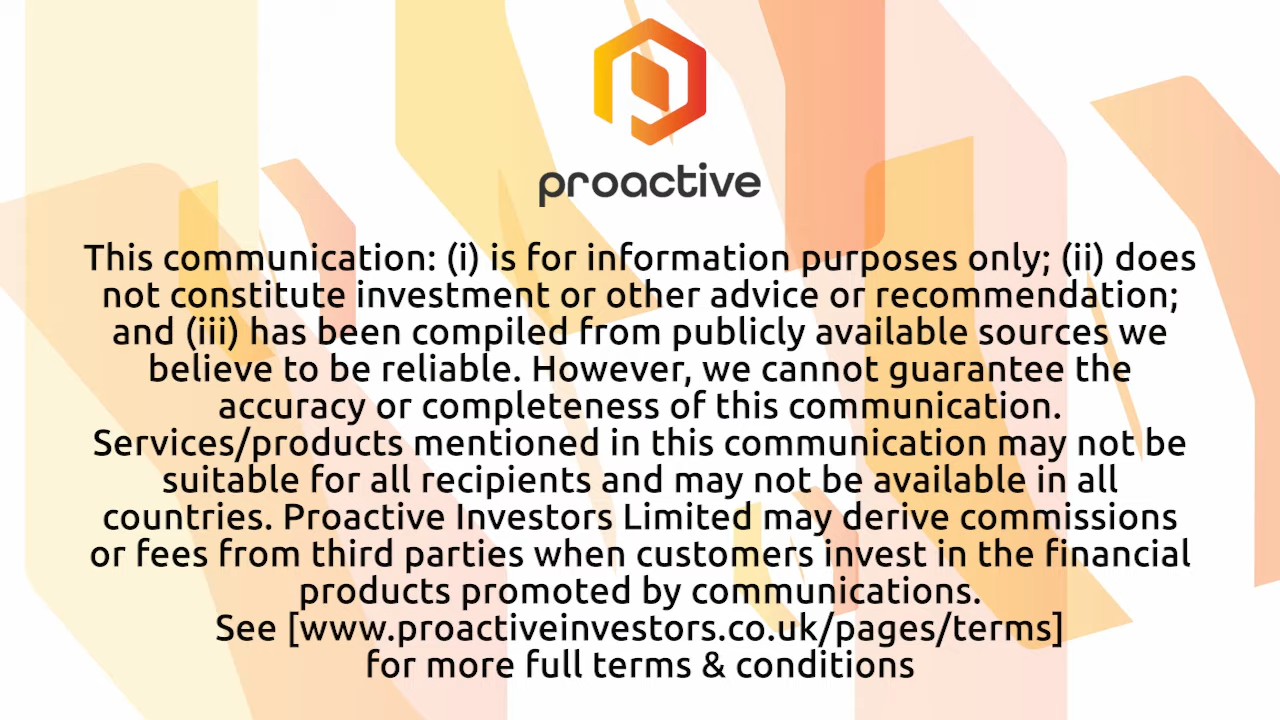 proactive
This communication: (i) is for information purposes only; (ii) does
not constitute investment or other advice or recommendation;
and (iii) has been compiled from publicly available sources we
believe to be reliable. However, we cannot guarantee the
accuracy or completeness of this communication.
Services/products mentioned in this communication may not be
suitable for all recipients and may not be available in all
countries. Proactive Investors Limited may derive commissions
or fees from third parties when customers invest in the financial
products promoted by communications.
See [www.proactiveinvestors.co.uk/pages/terms]
for more full terms & conditions